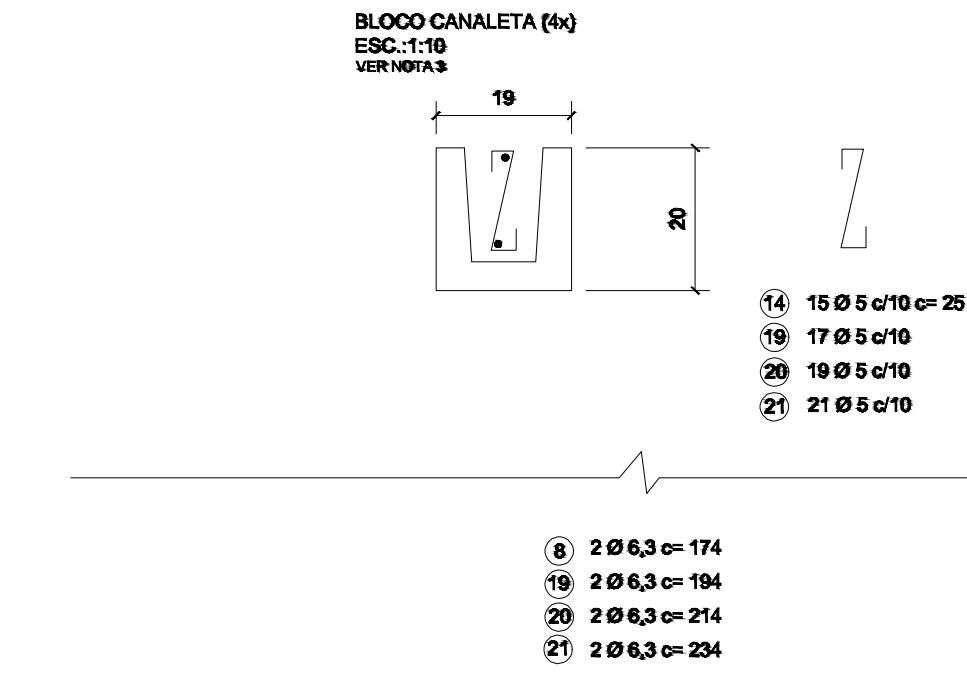 BLOCO CANALETA (4x)
ESC.:1:10
VER NOTA 3
19
20
14 15 Ø 5 c/10 c= 25
19 17 Ø 5 c/10
20 19 Ø 5 c/10
21 21 Ø 5 c/10
8 2 Ø 6,3 c= 174
19 2 Ø 6,3 c= 194
20 2 Ø 6,3 c= 214
21 2 Ø 6,3 c= 234